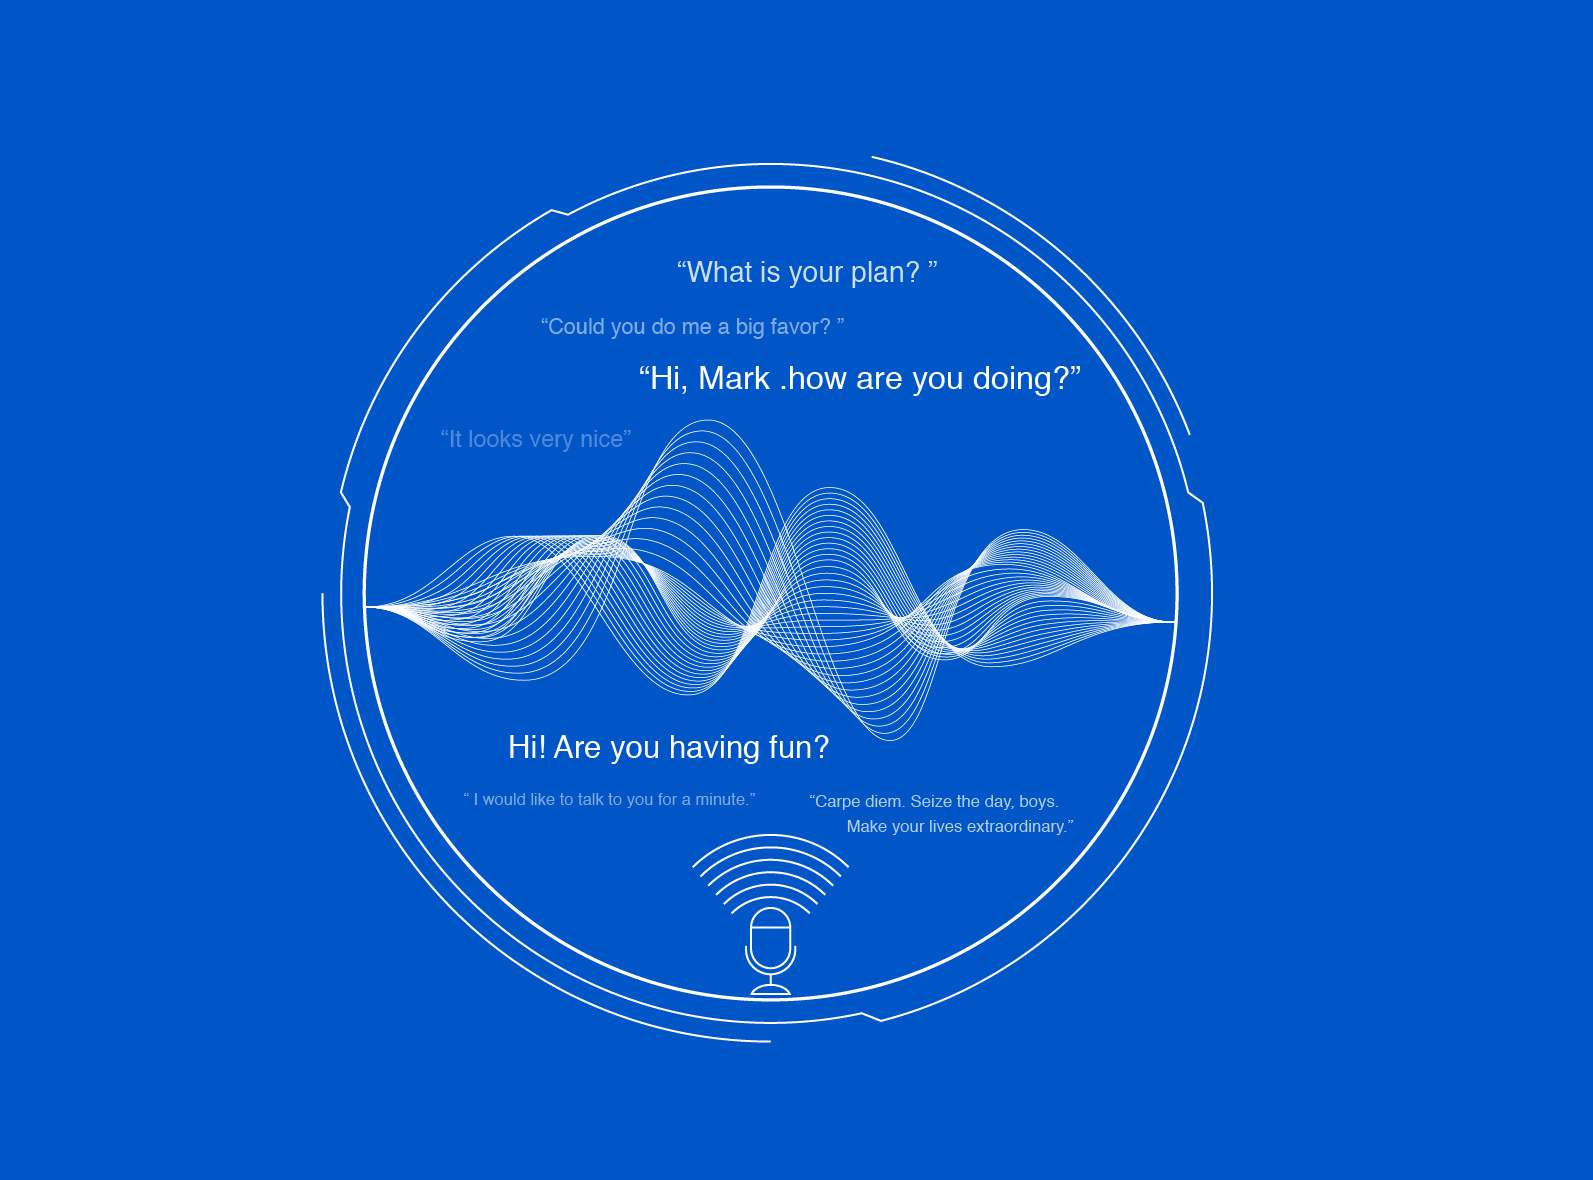 “What is your plan? ”
“Could you do me a big favor? ”
“Hi, Mark .how are you doing?”
“It looks very nice”
Hi! Are you having fun?
“ I would like to talk to you for a minute.”
“Carpe diem. Seize the day, boys.
Make your lives extraordinary.”